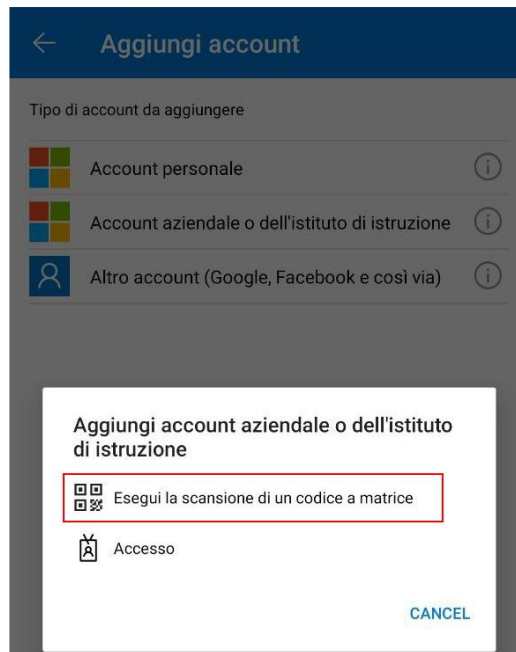 Aggiungi account
Tipo di account da aggiungere
Account personale
Account aziendale o dell'istituto di istruzione
Altro account (Google, Facebook e così via)
Aggiungi account aziendale o dell'istituto
di istruzione
Esegui la scansione di un codice a matrice
Accesso
CANCEL